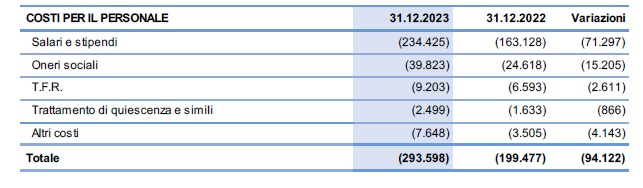 COSTI PER IL PERSONALE 31.12.2023 31.12.2022 Variazioni
Salari e stipendi (234.425) (163.128) (71.297)
Oneri sociali (39.823) (24.618) (15.205)
T.F.R. (9.203) (6.593) (2.611)
Trattamento di quiescenza e simili (2.499) (1.633) (866)
Altri costi (7.648) (3.505) (4.143)
Totale (293.598) (199.477) (94.122)